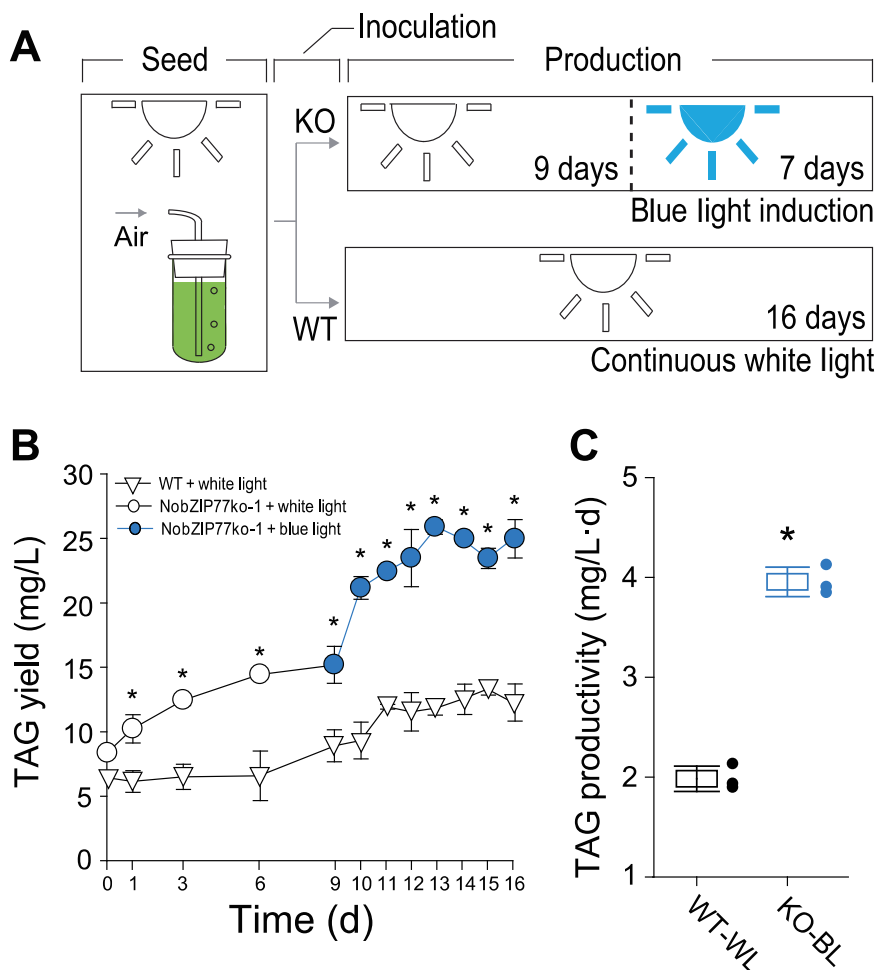 A
Seed
Inoculation
Production
Air
KO
WT
9 days
7 days
Blue light induction
16 days
Continuous white light
B
TAG yield (mg/L)
30
25
20
15
10
5
0
WT + white light
NobZIP77ko-1 + white light
NobZIP77ko-1 + blue light
* * * * * * * * * * *
0 1 3 6 9 10 11 12 13 14 15 16
Time (d)
C
TAG productivity (mg/L·d)
5
4
3
2
1
*
WT-WL
KO-BL